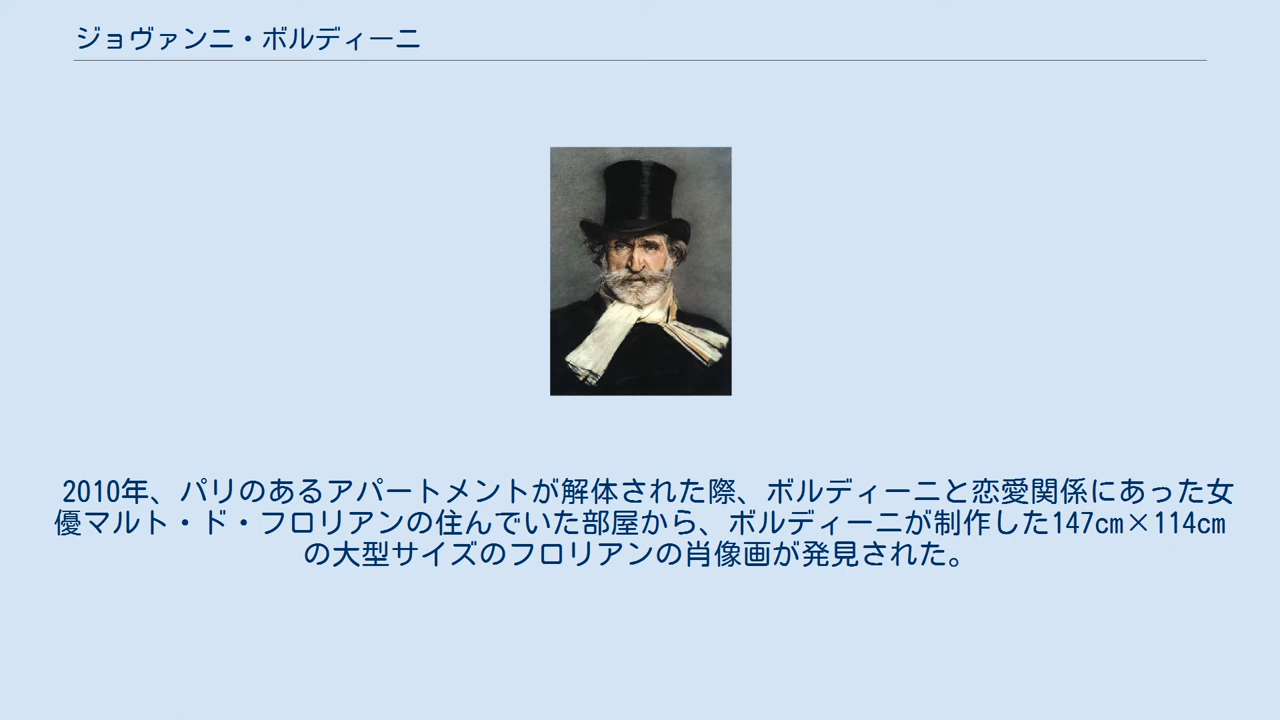 ジョヴァンニ・ボルディーニ
2010年、パリのあるアパートメントが解体された際、ボルディーニと恋愛関係にあった女
優マルト・ド・フロリアンの住んでいた部屋から、ボルディーニが制作した147cm×114cm
の大型サイズのフロリアンの肖像画が発見された。